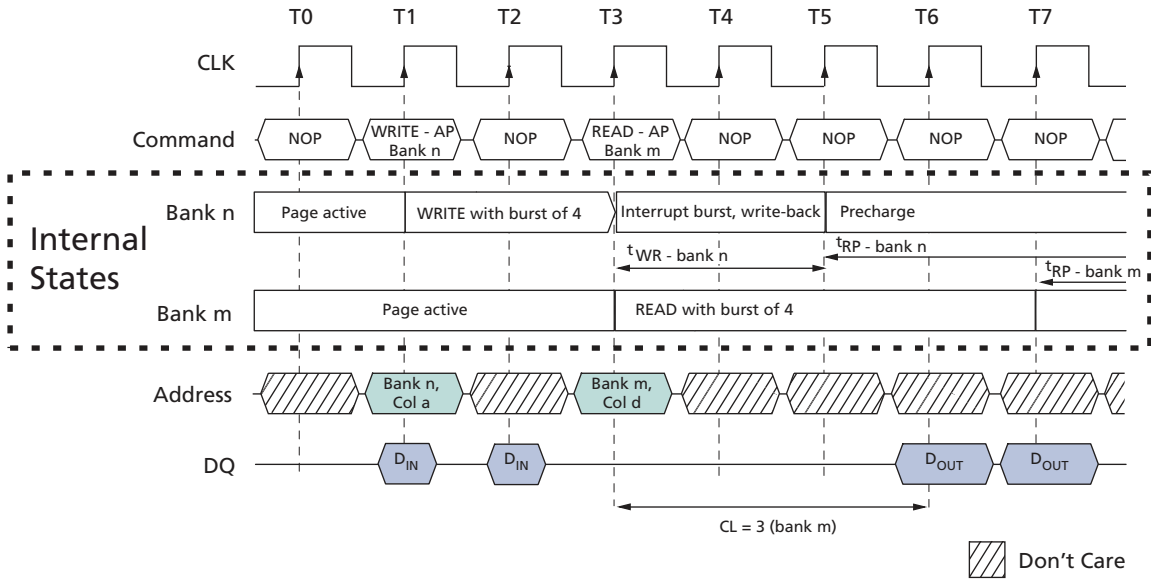 T0 T1 T2 T3 T4 T5 T6 T7
CLK
Command NOP WRITE - AP Bank n NOP READ - AP Bank m NOP NOP NOP NOP
Internal States
Bank n Page active WRITE with burst of 4 Interrupt burst, write-back Precharge
tWR - bank n tRP - bank n
tRP - bank m
Bank m Page active READ with burst of 4
Address Bank n, Col a Bank m, Col d
DQ DIN DIN DOUT DOUT
CL = 3 (bank m)
Don't Care